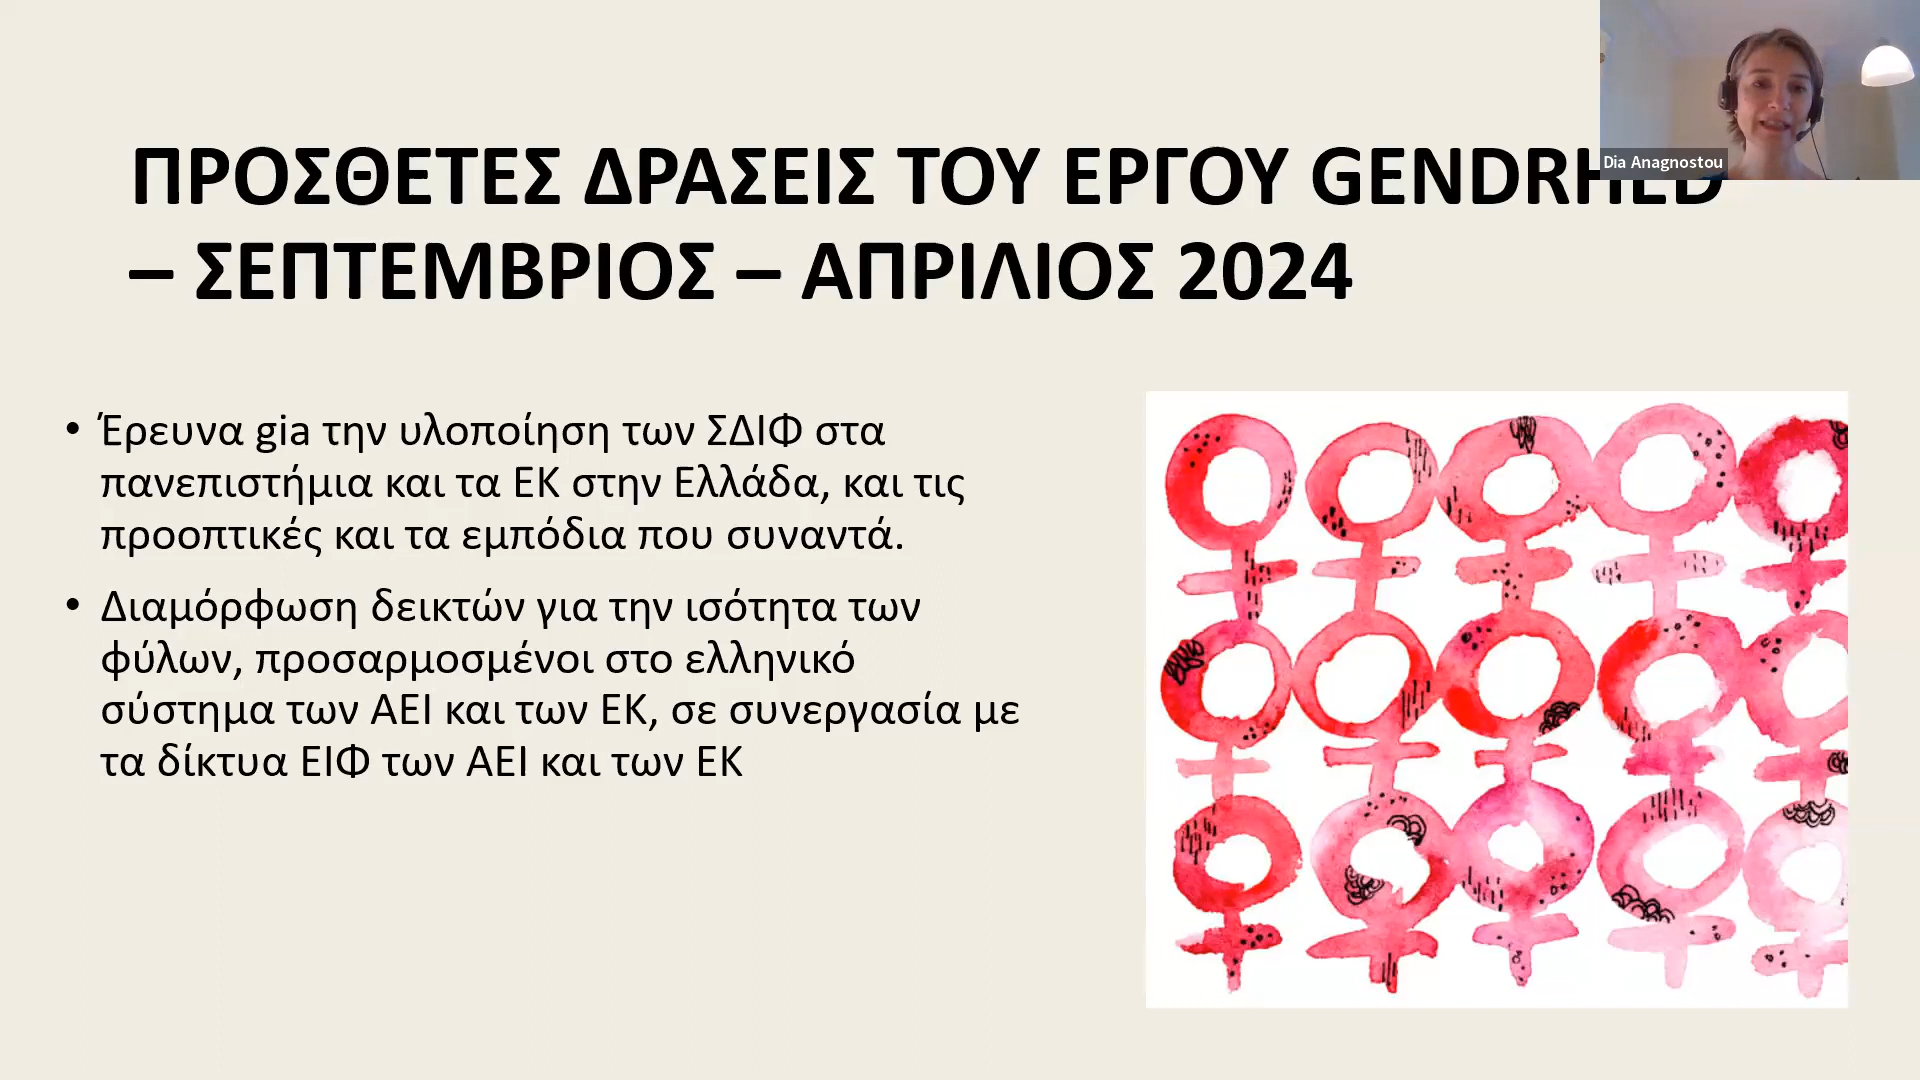 ΠΡΟΣΘΕΤΕΣ ΔΡΑΣΕΙΣ ΤΟΥ ΕΡΓΟΥ GENDRHED
– ΣΕΠΤΕΜΒΡΙΟΣ – ΑΠΡΙΛΙΟΣ 2024
Dia Anagnostou
• Έρευνα gia την υλοποίηση των ΣΔΙΦ στα
πανεπιστήμια και τα ΕΚ στην Ελλάδα, και τις
προοπτικές και τα εμπόδια που συναντά.
• Διαμόρφωση δεικτών για την ισότητα των
φύλων, προσαρμοσμένοι στο ελληνικό
σύστημα των ΑΕΙ και των ΕΚ, σε συνεργασία με
τα δίκτυα ΕΙΦ των ΑΕΙ και των ΕΚ